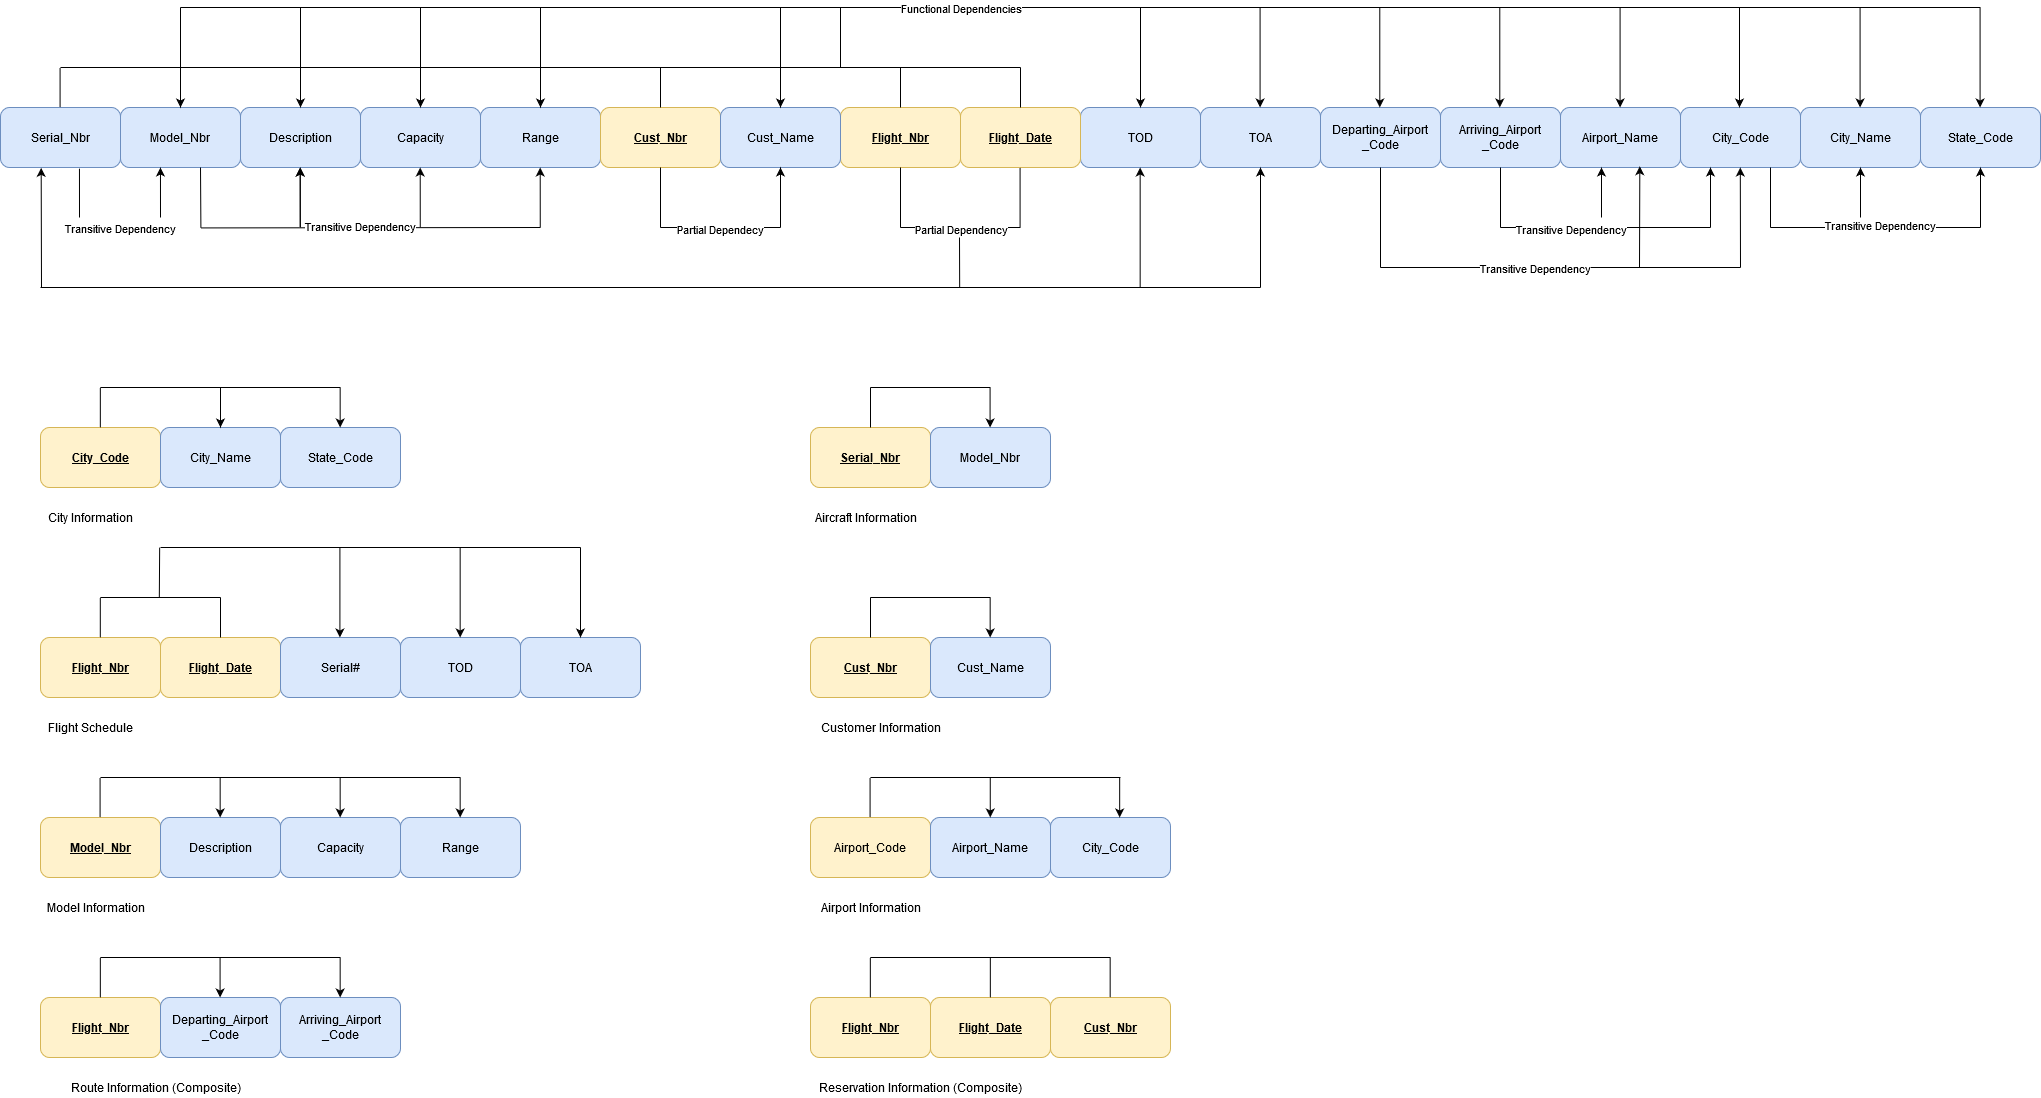 Functional Dependencies
Serial_Nbr
Model_Nbr
Description
Capacity
Range
Cust_Nbr
Cust_Name
Flight_Nbr
Flight_Date
TOD
TOA
Departing_Airport
_Code
Arriving_Airport
_Code
Airport_Name
City_Code
City_Name
State_Code
Transitive Dependency
Transitive Dependency
Partial Dependecy
Partial Dependency
Transitive Dependency
Transitive Dependency
Transitive Dependency
City_Code
City_Name
State_Code
City Information
Serial_Nbr
Model_Nbr
Aircraft Information
Flight_Nbr
Flight_Date
Serial#
TOD
TOA
Flight Schedule
Cust_Nbr
Cust_Name
Customer Information
Model_Nbr
Description
Capacity
Range
Model Information
Airport_Code
Airport_Name
City_Code
Airport Information
Flight_Nbr
Departing_Airport
_Code
Arriving_Airport
_Code
Route Information (Composite)
Flight_Nbr
Flight_Date
Cust_Nbr
Reservation Information (Composite)